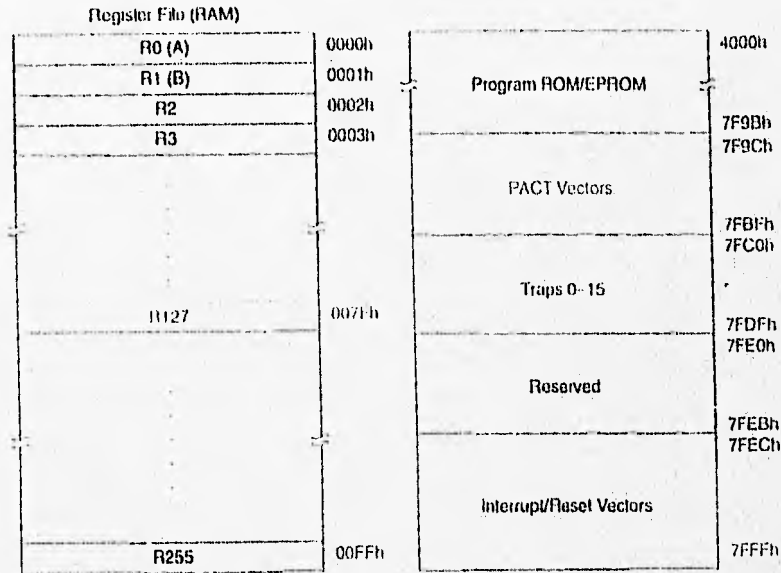 Register File (RAM)
R0 (A) 0000h
R1 (B) 0001h
R2 0002h
R3 0003h
R127 007Fh
R255 00FFh
4000h
Program ROM/EPROM
7F9Bh
7F9Ch
PACT Vectors
7FBFh
7FC0h
Traps 0-15
7FDFh
7FE0h
Reserved
7FEBh
7FECh
Interrupt/Reset Vectors
7FFFh